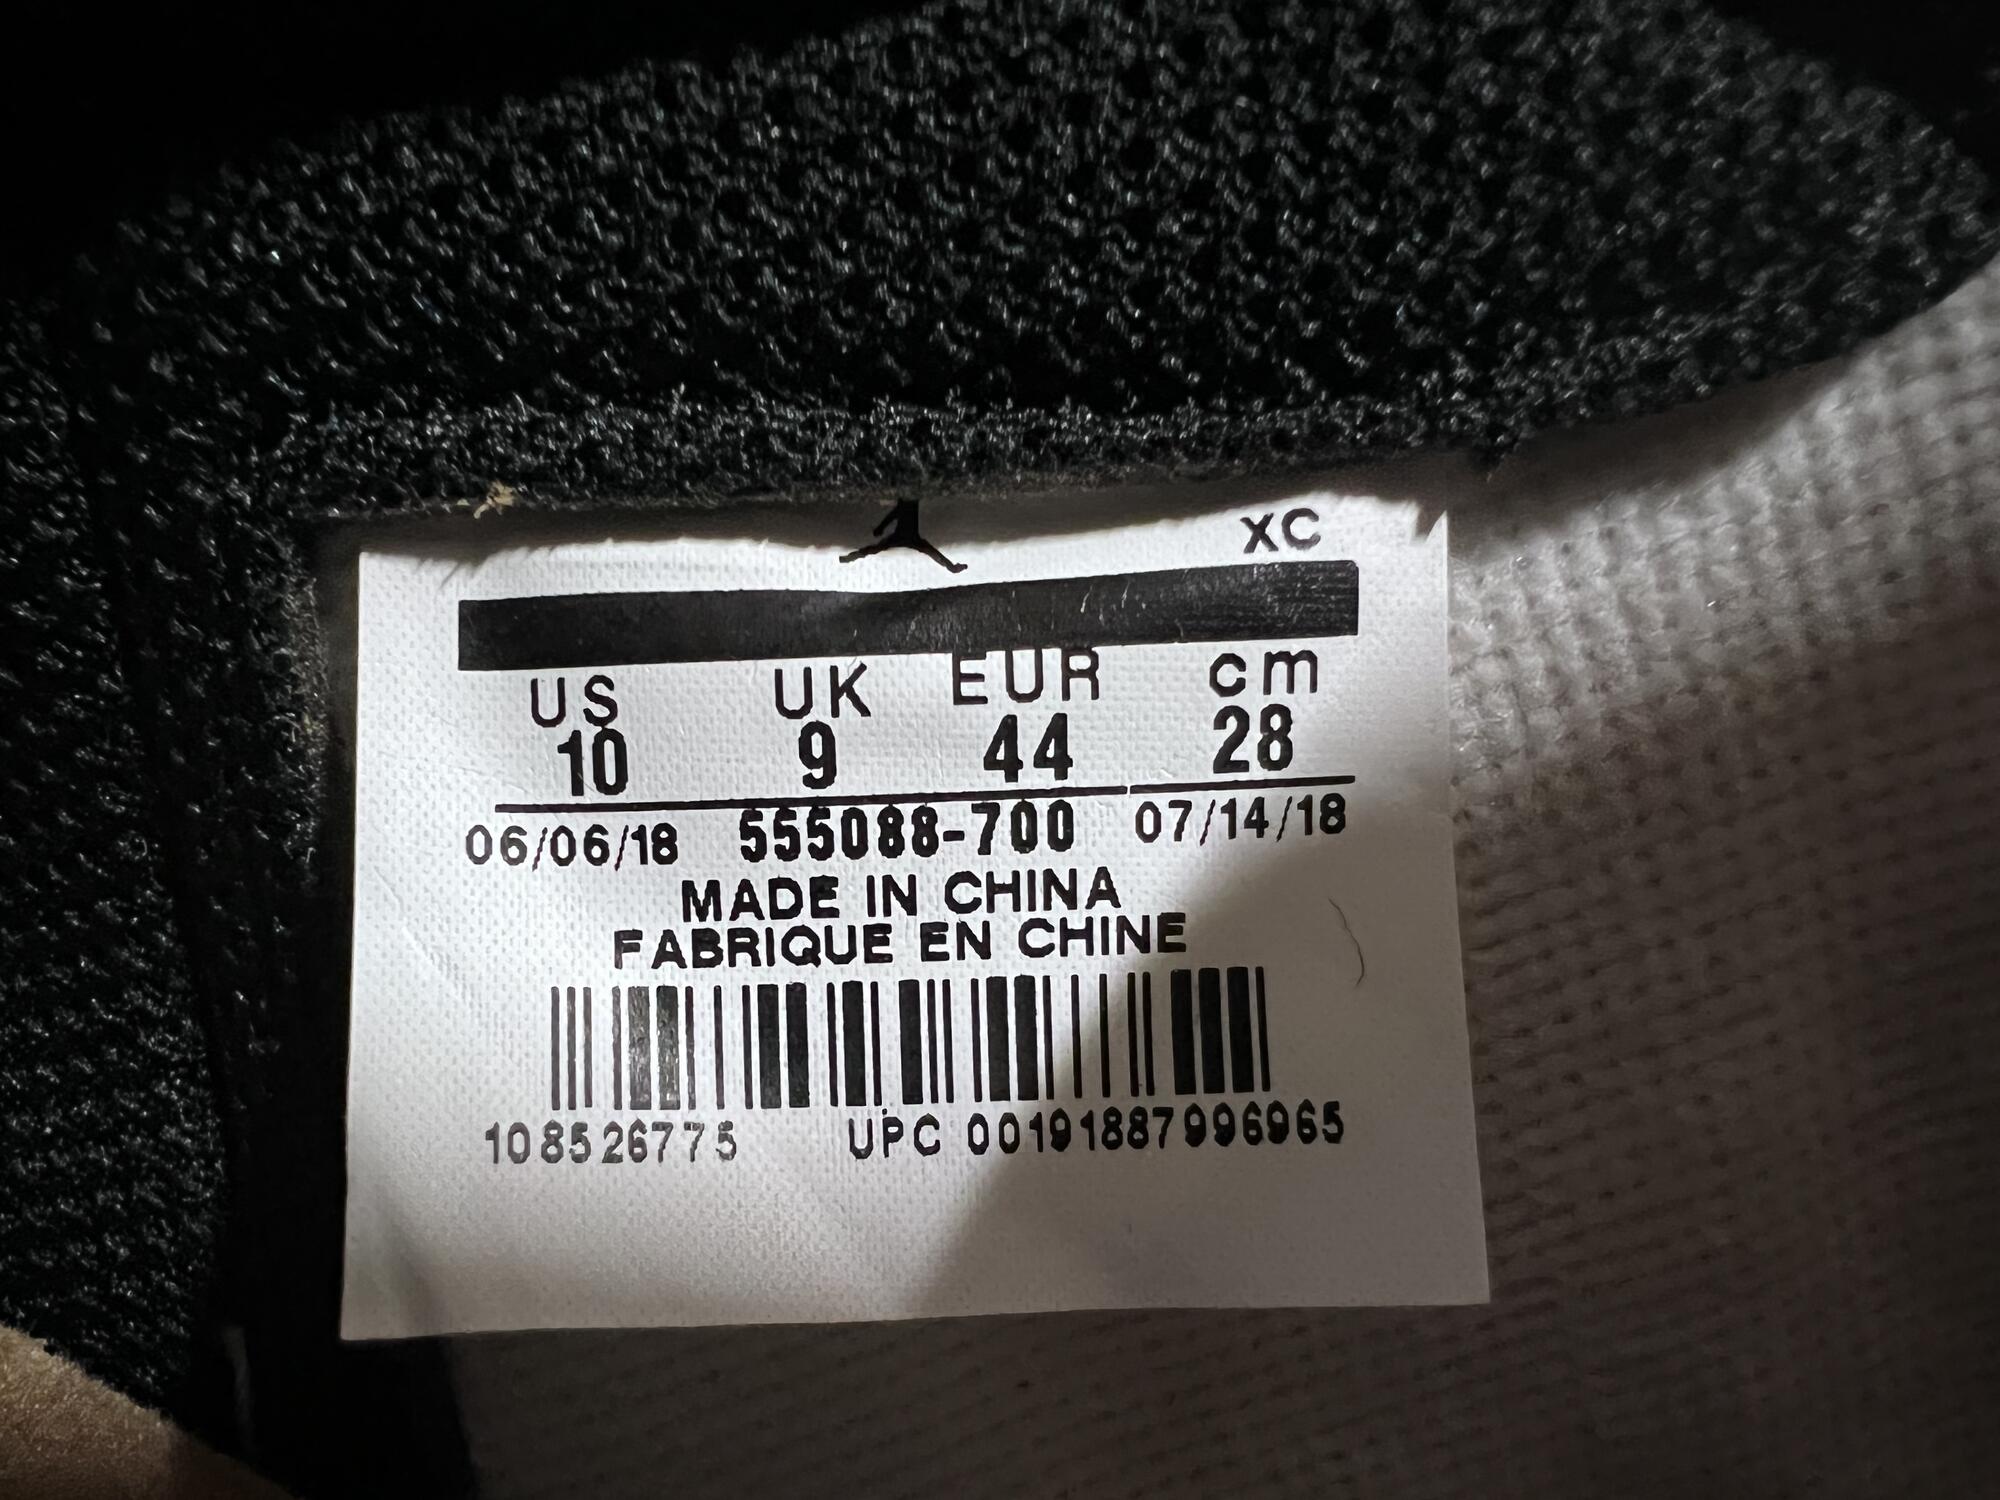 XC
US UK EUR cm
10 9 44 28
06/06/18 555088-700 07/14/18
MADE IN CHINA
FABRIQUE EN CHINE
108526775 UPC 00191887996965